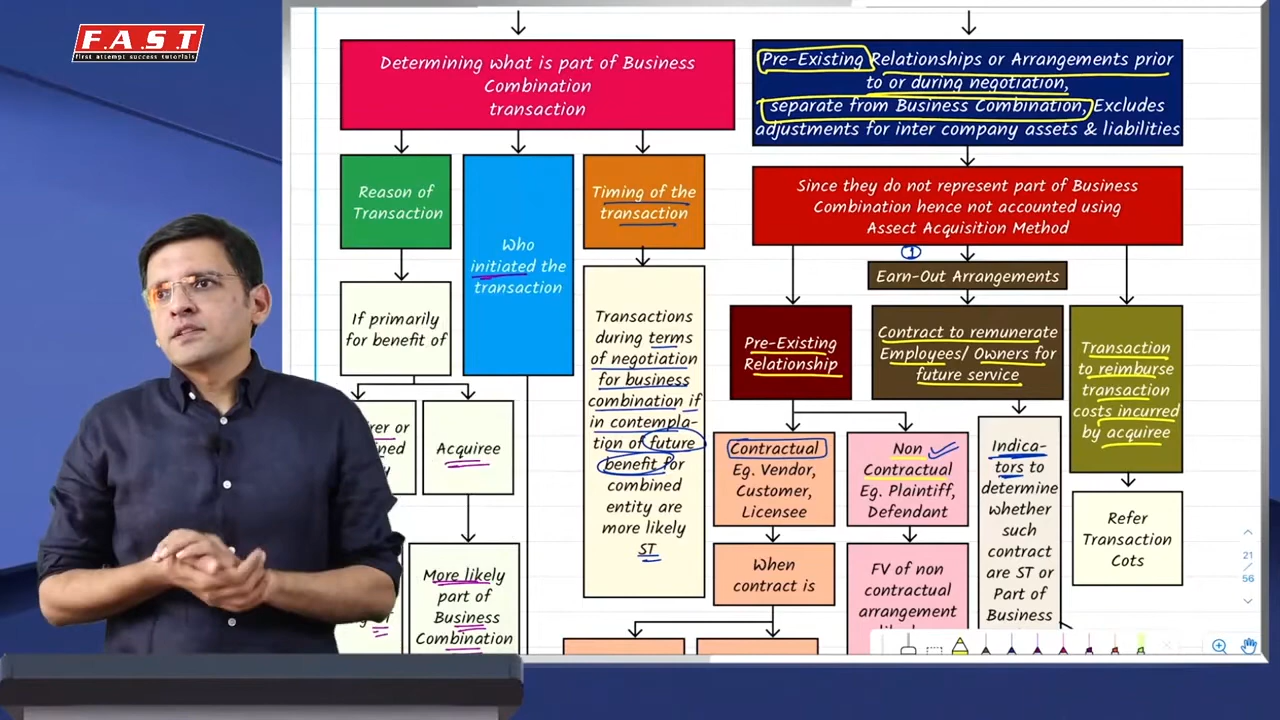 F.A.S.T
first attempt success tutorials
Determining what is part of Business
Combination
transaction
Pre-Existing Relationships or Arrangements prior
to or during negotiation,
separate from Business Combination, Excludes
adjustments for inter company assets & liabilities
Reason of
Transaction
Who
initiated the
transaction
Timing of the
transaction
Since they do not represent part of Business
Combination hence not accounted using
Assect Acquisition Method
1
Earn-Out Arrangements
If primarily
for benefit of
Transactions
during terms
of negotiation
for business
combination if
in contempla-
tion of future
benefit for
combined
entity are
more likely
ST
Pre-Existing
Relationship
Contract to remunerate
Employees/ Owners for
future service
Transaction
to reimburse
transaction
costs incurred
by acquiree
Acquiree
Contractual
Eg. Vendor,
Customer,
Licensee
Non
Contractual
Eg. Plaintiff,
Defendant
Indica-
tors to
determine
whether
such
contract
are ST or
Part of
Business
Refer
Transaction
Cots
More likely
part of
Business
Combination
When
contract is
FV of non
contractual
arrangement
21
56